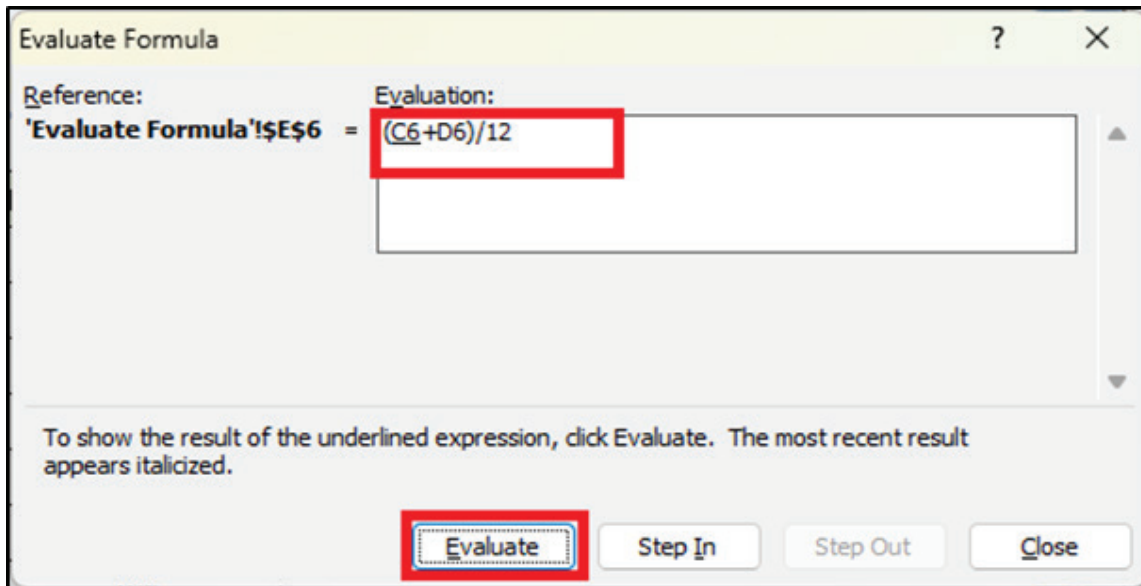 Evaluate Formula ?
Reference: Evaluation:
'Evaluate Formula'!$E$6 = (C6+D6)/12
To show the result of the underlined expression, click Evaluate. The most recent result
appears italicized.
Evaluate Step In Step Out Close